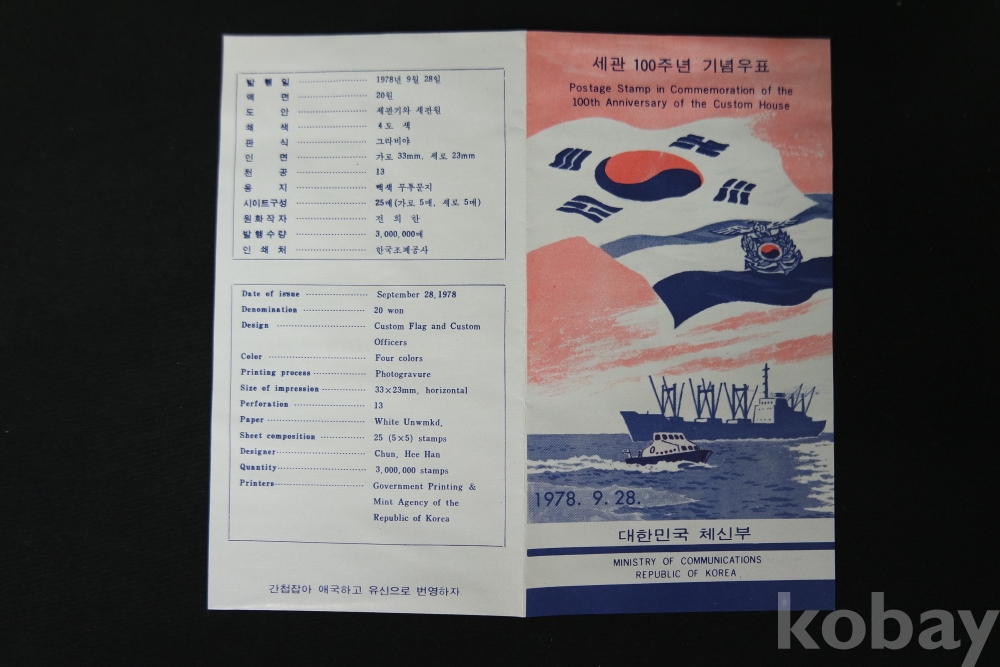 발 행 일 ........ 1978년 9월 28일
액 면 ........ 20원
도 안 ........ 세관기와 세관원
쇄 색 ........ 4 도 색
판 식 ........ 그라비아
인 면 ........ 가로 33mm, 세로 23mm
천 공 ........ 13
용 지 ........ 백색 무투문지
시이트구성 ........ 25매(가로 5매, 세로 5매)
원 화 작 자 ........ 전 희 한
발 행 수 량 ........ 3,000,000매
인 쇄 처 ........ 한국조폐공사
Date of issue ........ September 28, 1978
Denomination ........ 20 won
Design ........ Custom Flag and Custom
Officers
Color ........ Four colors
Printing process ........ Photogravure
Size of impression ........ 33×23mm, horizontal
Perforation ........ 13
Paper ........ White Unwmkd.
Sheet composition ........ 25 (5×5) stamps
Designer ........ Chun, Hee Han
Quantity ........ 3,000,000 stamps
Printers ........ Government Printing &
Mint Agency of the
Republic of Korea
간첩잡아 애국하고 유신으로 번영하자
세관 100주년 기념우표
Postage Stamp in Commemoration of the
100th Anniversary of the Custom House
1978. 9. 28.
대한민국 체신부
MINISTRY OF COMMUNICATIONS
REPUBLIC OF KOREA
kobay